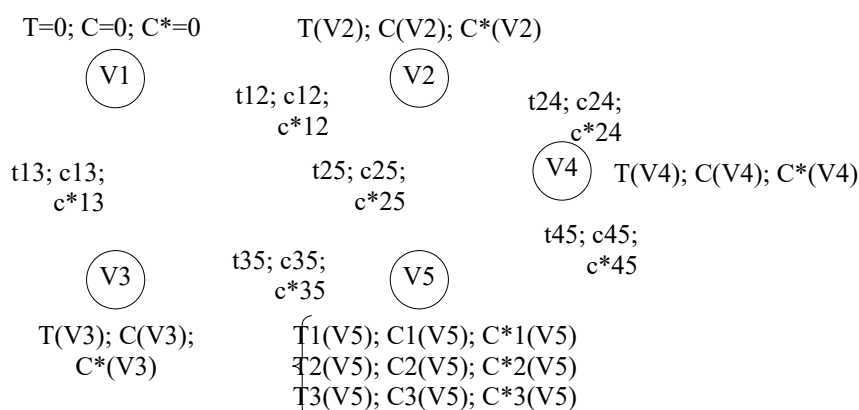 T=0; C=0; C*=0
T(V2); C(V2); C*(V2)
V1
V2
t12; c12;
c*12
t24; c24;
c*24
t13; c13;
c*13
t25; c25;
c*25
V4
T(V4); C(V4); C*(V4)
t45; c45;
c*45
V3
t35; c35;
c*35
V5
T(V3); C(V3);
C*(V3)
T1(V5); C1(V5); C*1(V5)
T2(V5); C2(V5); C*2(V5)
T3(V5); C3(V5); C*3(V5)